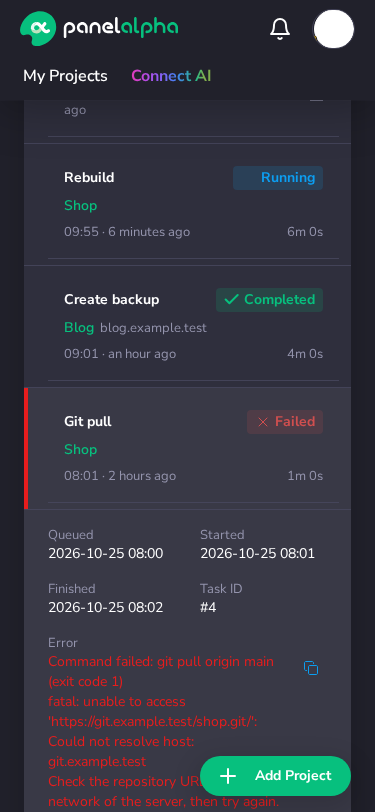 panelalpha
My Projects Connect AI
ago
Rebuild Running
Shop
09:55 · 6 minutes ago 6m 0s
Create backup Completed
Blog blog.example.test
09:01 · an hour ago 4m 0s
Git pull Failed
Shop
08:01 · 2 hours ago 1m 0s
Queued Started
2026-10-25 08:00 2026-10-25 08:01
Finished Task ID
2026-10-25 08:02 #4
Error
Command failed: git pull origin main
(exit code 1)
fatal: unable to access
'https://git.example.test/shop.git/':
Could not resolve host:
git.example.test
Check the repository
network of the server, then try again.
Add Project